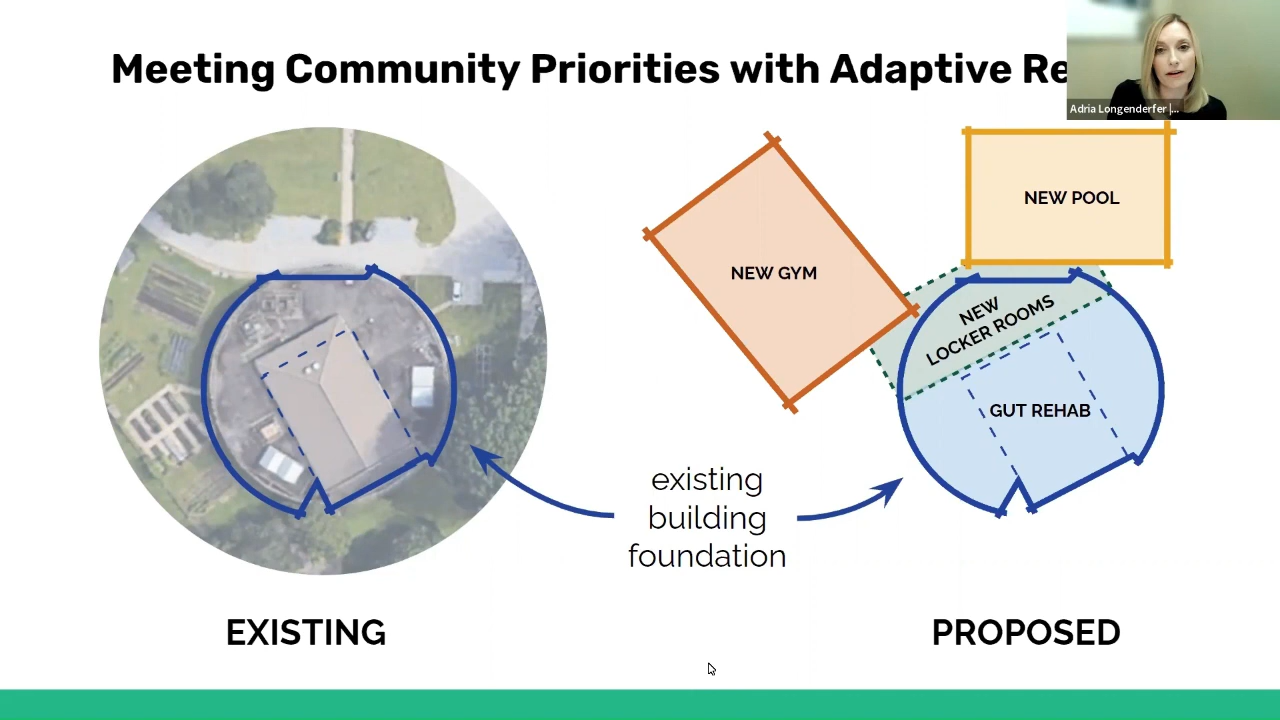 Meeting Community Priorities with Adaptive
Adria Longenderfer |...
NEW POOL
NEW GYM
NEW
LOCKER ROOMS
GUT REHAB
existing
building
foundation
EXISTING
PROPOSED